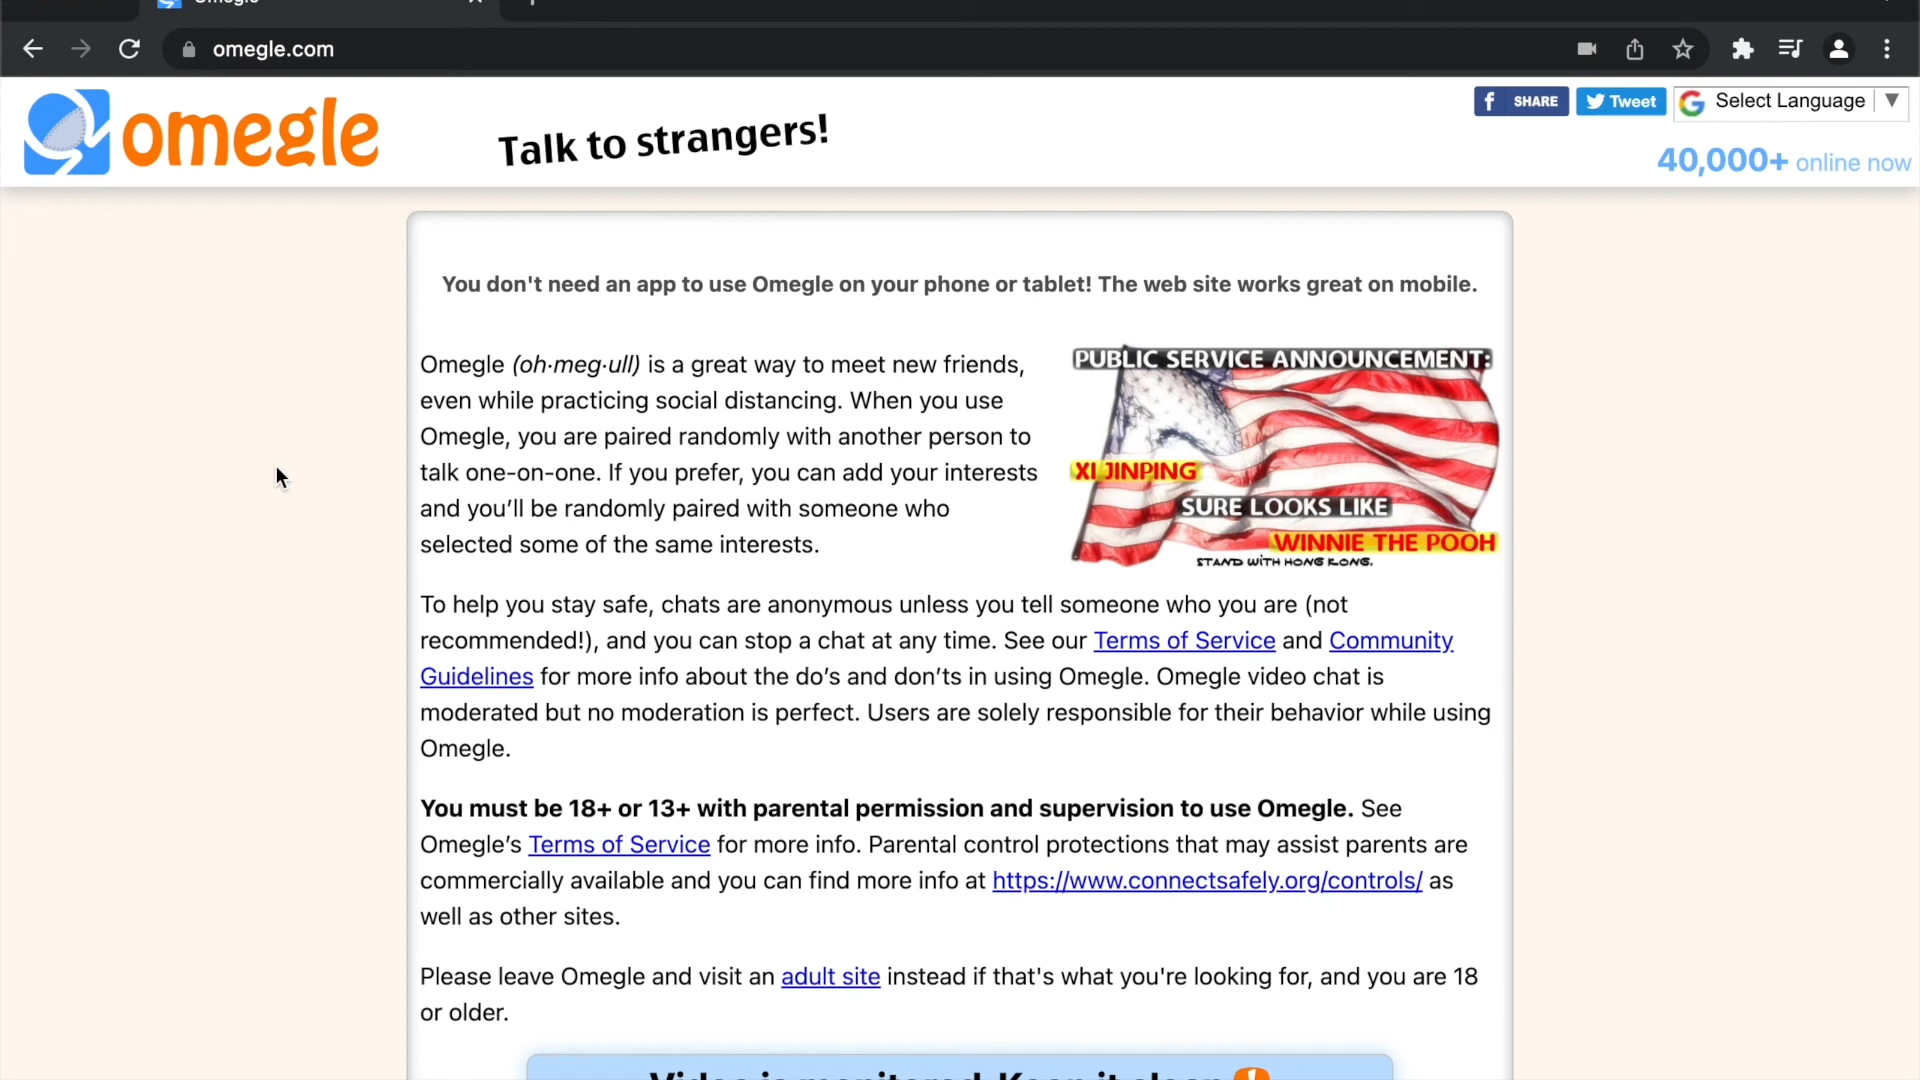 Omegle
omegle.com
omegle
Talk to strangers!
SHARE
Tweet
Select Language
40,000+ online now
You don't need an app to use Omegle on your phone or tablet! The web site works great on mobile.
Omegle (oh·meg·ull) is a great way to meet new friends,
even while practicing social distancing. When you use
Omegle, you are paired randomly with another person to
talk one-on-one. If you prefer, you can add your interests
and you’ll be randomly paired with someone who
selected some of the same interests.
PUBLIC SERVICE ANNOUNCEMENT:
XI JINPING
SURE LOOKS LIKE
WINNIE THE POOH
STAND WITH HONG KONG.
To help you stay safe, chats are anonymous unless you tell someone who you are (not
recommended!), and you can stop a chat at any time. See our Terms of Service and Community
Guidelines for more info about the do’s and don’ts in using Omegle. Omegle video chat is
moderated but no moderation is perfect. Users are solely responsible for their behavior while using
Omegle.
You must be 18+ or 13+ with parental permission and supervision to use Omegle. See
Omegle’s Terms of Service for more info. Parental control protections that may assist parents are
commercially available and you can find more info at https://www.connectsafely.org/controls/ as
well as other sites.
Please leave Omegle and visit an adult site instead if that's what you're looking for, and you are 18
or older.
Video is monitored. Keep it clean